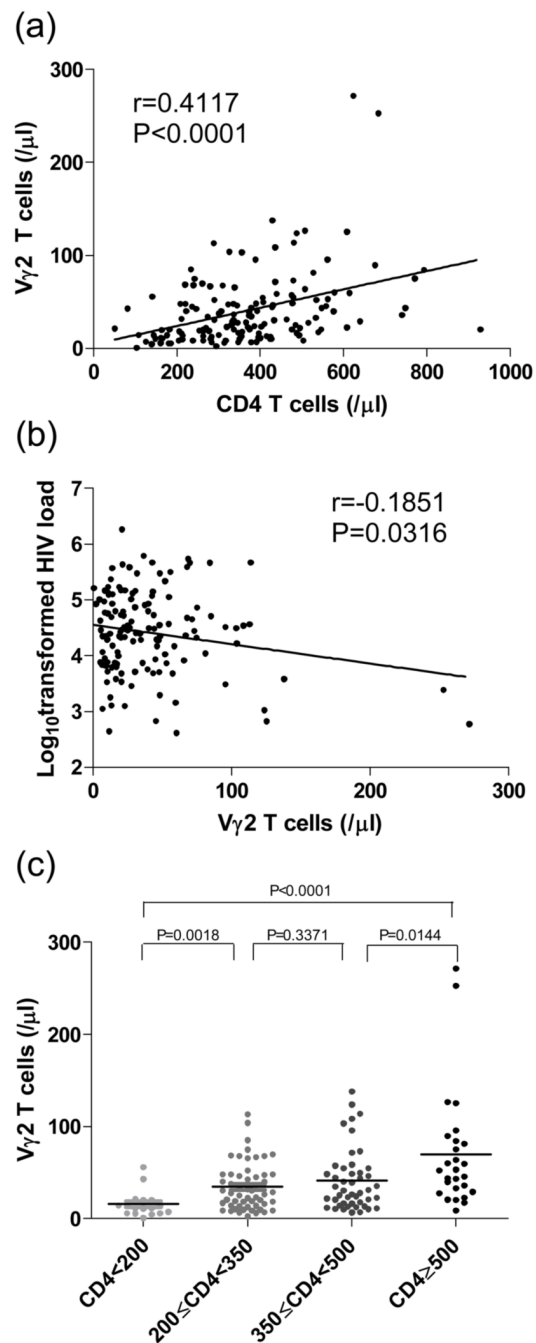 (a)
300
200
100
0
Vγ2 T cells (/μl)
r=0.4117
P<0.0001
0 200 400 600 800 1000
CD4 T cells (/μl)
(b)
7
6
5
4
3
2
Log₁₀transformed HIV load
r=-0.1851
P=0.0316
0 100 200 300
Vγ2 T cells (/μl)
(c)
P<0.0001
P=0.0018 P=0.3371 P=0.0144
300
200
100
0
Vγ2 T cells (/μl)
CD4<200
200≤CD4<350
350≤CD4<500
CD4≥500